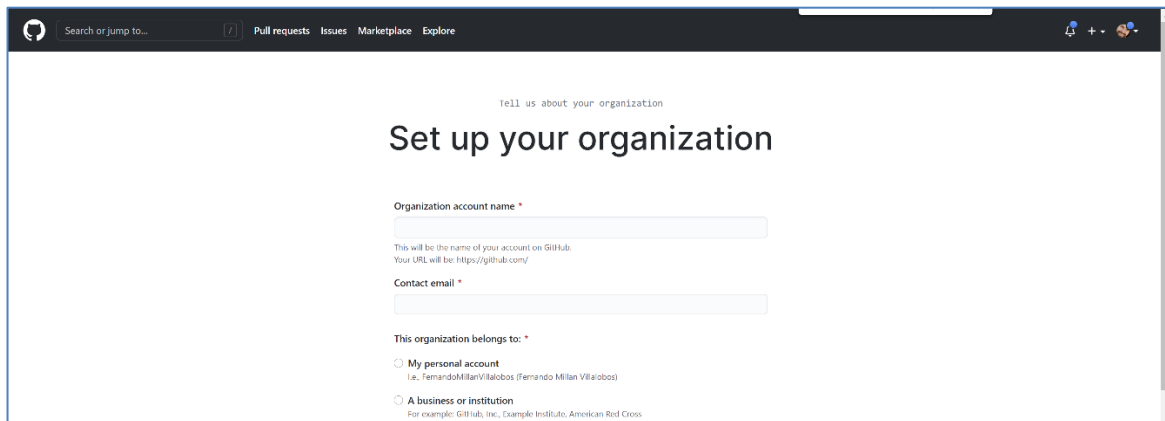 Search or jump to... /
Pull requests Issues Marketplace Explore
Tell us about your organization
Set up your organization
Organization account name *
This will be the name of your account on GitHub.
Your URL will be: https://github.com/
Contact email *
This organization belongs to: *
My personal account
I.e., FernandoMillanVillalobos (Fernando Millan Villalobos)
A business or institution
For example: GitHub, Inc., Example Institute, American Red Cross